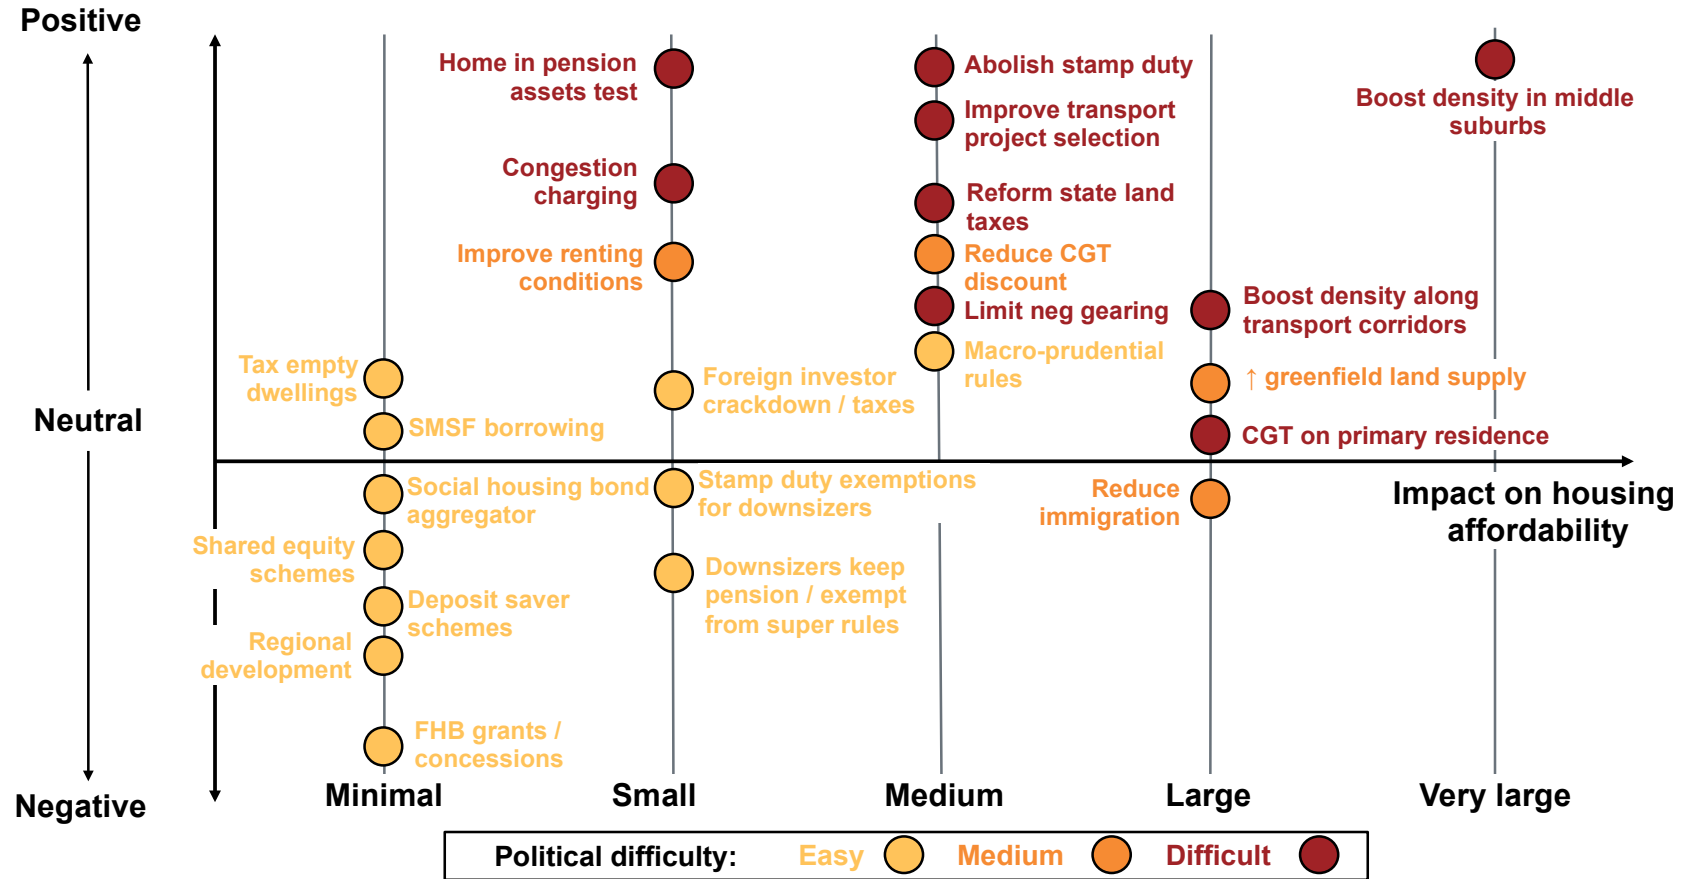 Positive
Neutral
Negative
Home in pension
assets test
Congestion
charging
Improve renting
conditions
Tax empty
dwellings
SMSF borrowing
Foreign investor
crackdown / taxes
Abolish stamp duty
Improve transport
project selection
Reform state land
taxes
Reduce CGT
discount
Limit neg gearing
Macro-prudential
rules
Boost density in middle
suburbs
Boost density along
transport corridors
↑ greenfield land supply
CGT on primary residence
Social housing bond
aggregator
Shared equity
schemes
Deposit saver
schemes
Regional
development
FHB grants /
concessions
Stamp duty exemptions
for downsizers
Downsizers keep
pension / exempt
from super rules
Reduce
immigration
Impact on housing
affordability
Minimal
Small
Medium
Large
Very large
Political difficulty: Easy Medium Difficult